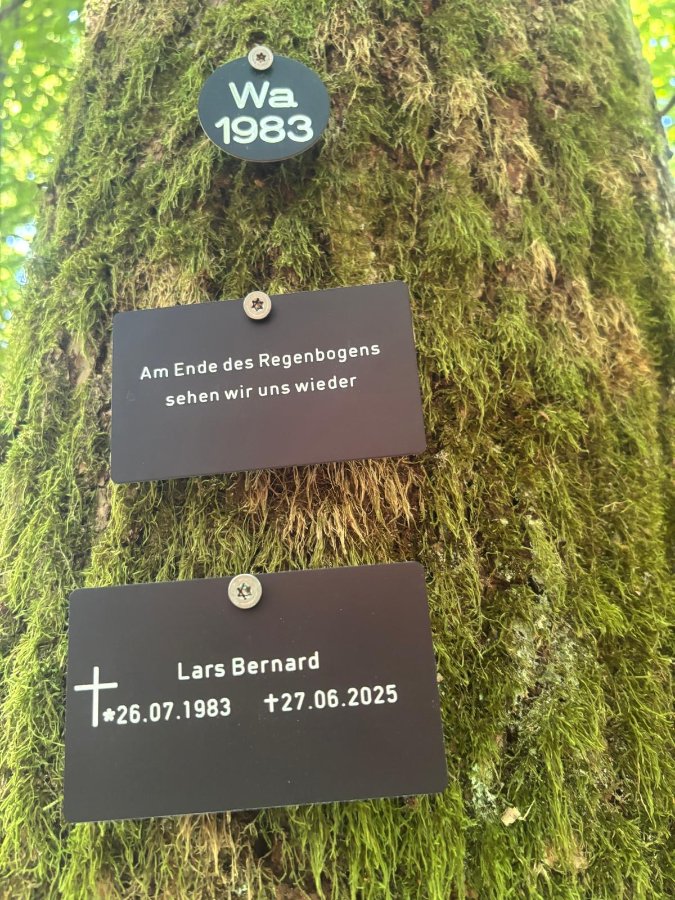 Wa
1983
Am Ende des Regenbogens
sehen wir uns wieder
Lars Bernard
*26.07.1983 ✝27.06.2025